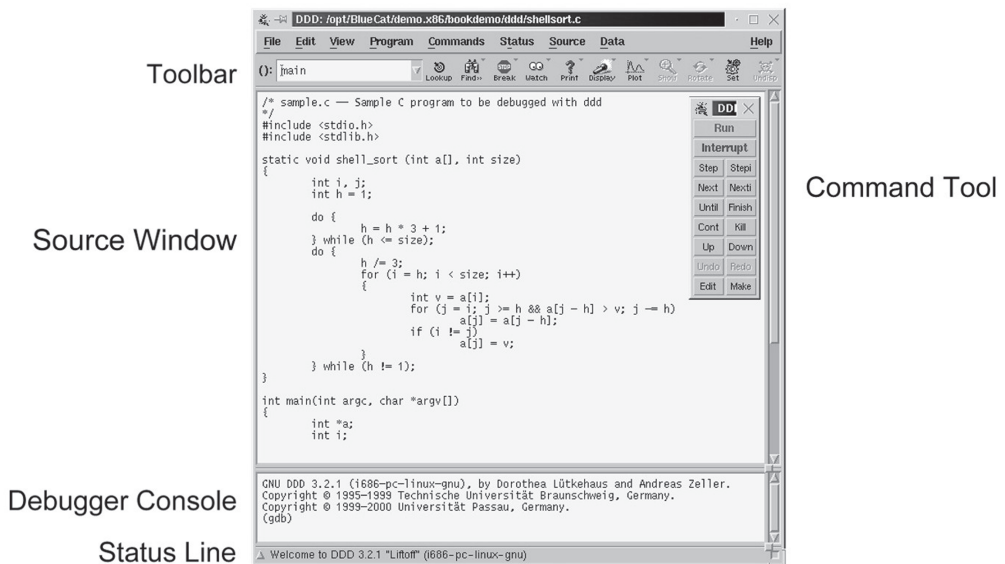 DDD: /opt/BlueCat/demo.x86/bookdemo/ddd/shellsort.c
File Edit View Program Commands Status Source Data Help
Toolbar
(): main
Lookup Find» Break Watch Print Display Plot Show Rotate Set Undisp
/* sample.c — Sample C program to be debugged with ddd
*/
#include <stdio.h>
#include <stdlib.h>
static void shell_sort (int a[], int size)
{
int i, j;
int h = 1;
do {
h = h * 3 + 1;
} while (h <= size);
do {
h /= 3;
for (i = h; i < size; i++)
{
int v = a[i];
for (j = i; j >= h && a[j - h] > v; j -= h)
a[j] = a[j - h];
if (i != j)
a[j] = v;
}
} while (h != 1);
}
int main(int argc, char *argv[])
{
int *a;
int i;
Source Window
DDD
Run
Interrupt
Step Stepi
Next Nexti
Until Finish
Cont Kill
Up Down
Undo Redo
Edit Make
Command Tool
Debugger Console
GNU DDD 3.2.1 (i686-pc-linux-gnu), by Dorothea Lütkehaus and Andreas Zeller.
Copyright © 1995-1999 Technische Universität Braunschweig, Germany.
Copyright © 1999-2000 Universität Passau, Germany.
(gdb)
Status Line
Welcome to DDD 3.2.1 "Liftoff" (i686-pc-linux-gnu)